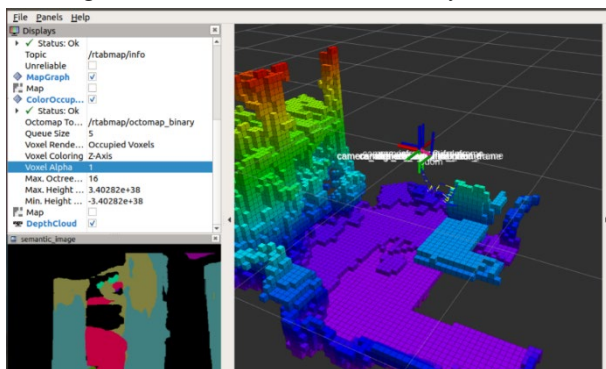 File Panels Help
Displays
Status: Ok
Topic /rtabmap/info
Unreliable
MapGraph
Map
ColorOccup...
Status: Ok
Octomap To... /rtabmap/octomap_binary
Queue Size 5
Voxel Rende... Occupied Voxels
Voxel Coloring Z-Axis
Voxel Alpha 1
Max. Octree... 16
Max. Height ... 3.40282e+38
Min. Height ... -3.40282e+38
Map
DepthCloud
semantic_image